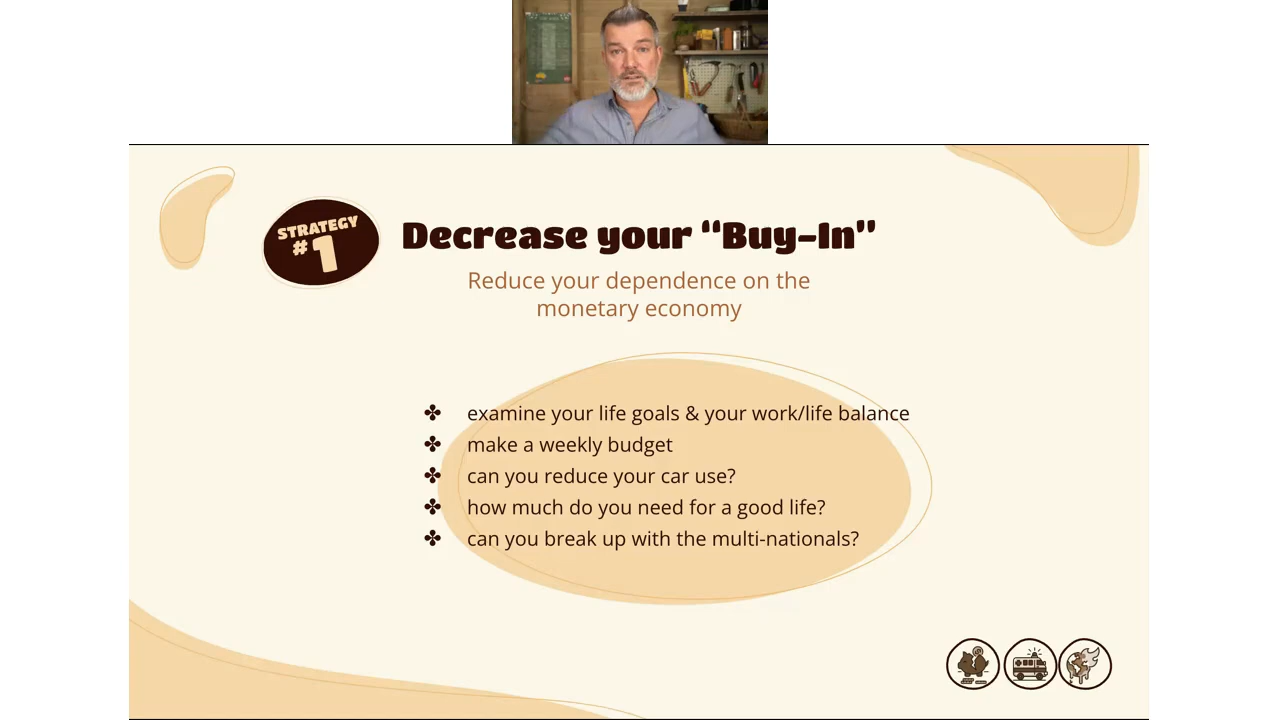 STRATEGY
#1
Decrease your "Buy-In"
Reduce your dependence on the
monetary economy
✤ examine your life goals & your work/life balance
✤ make a weekly budget
✤ can you reduce your car use?
✤ how much do you need for a good life?
✤ can you break up with the multi-nationals?